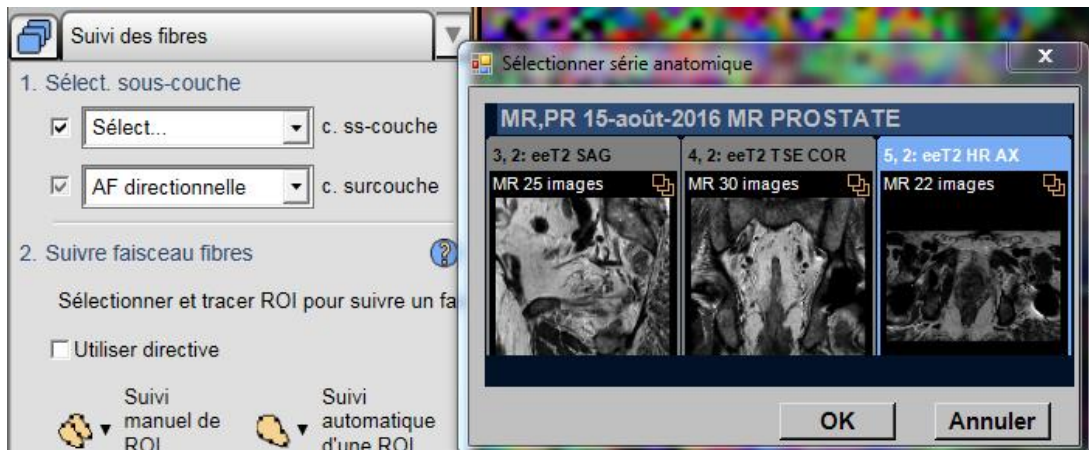 Suivi des fibres
1. Sélect. sous-couche
Sélect...
c. ss-couche
AF directionnelle
c. surcouche
2. Suivre faisceau fibres
?
Sélectionner et tracer ROI pour suivre un fa
Utiliser directive
Suivi
manuel de
ROI
Suivi
automatique
d'une ROI
Sélectionner série anatomique
x
MR,PR 15-août-2016 MR PROSTATE
3, 2: eeT2 SAG
MR 25 images
4, 2: eeT2 TSE COR
MR 30 images
5, 2: eeT2 HR AX
MR 22 images
OK
Annuler